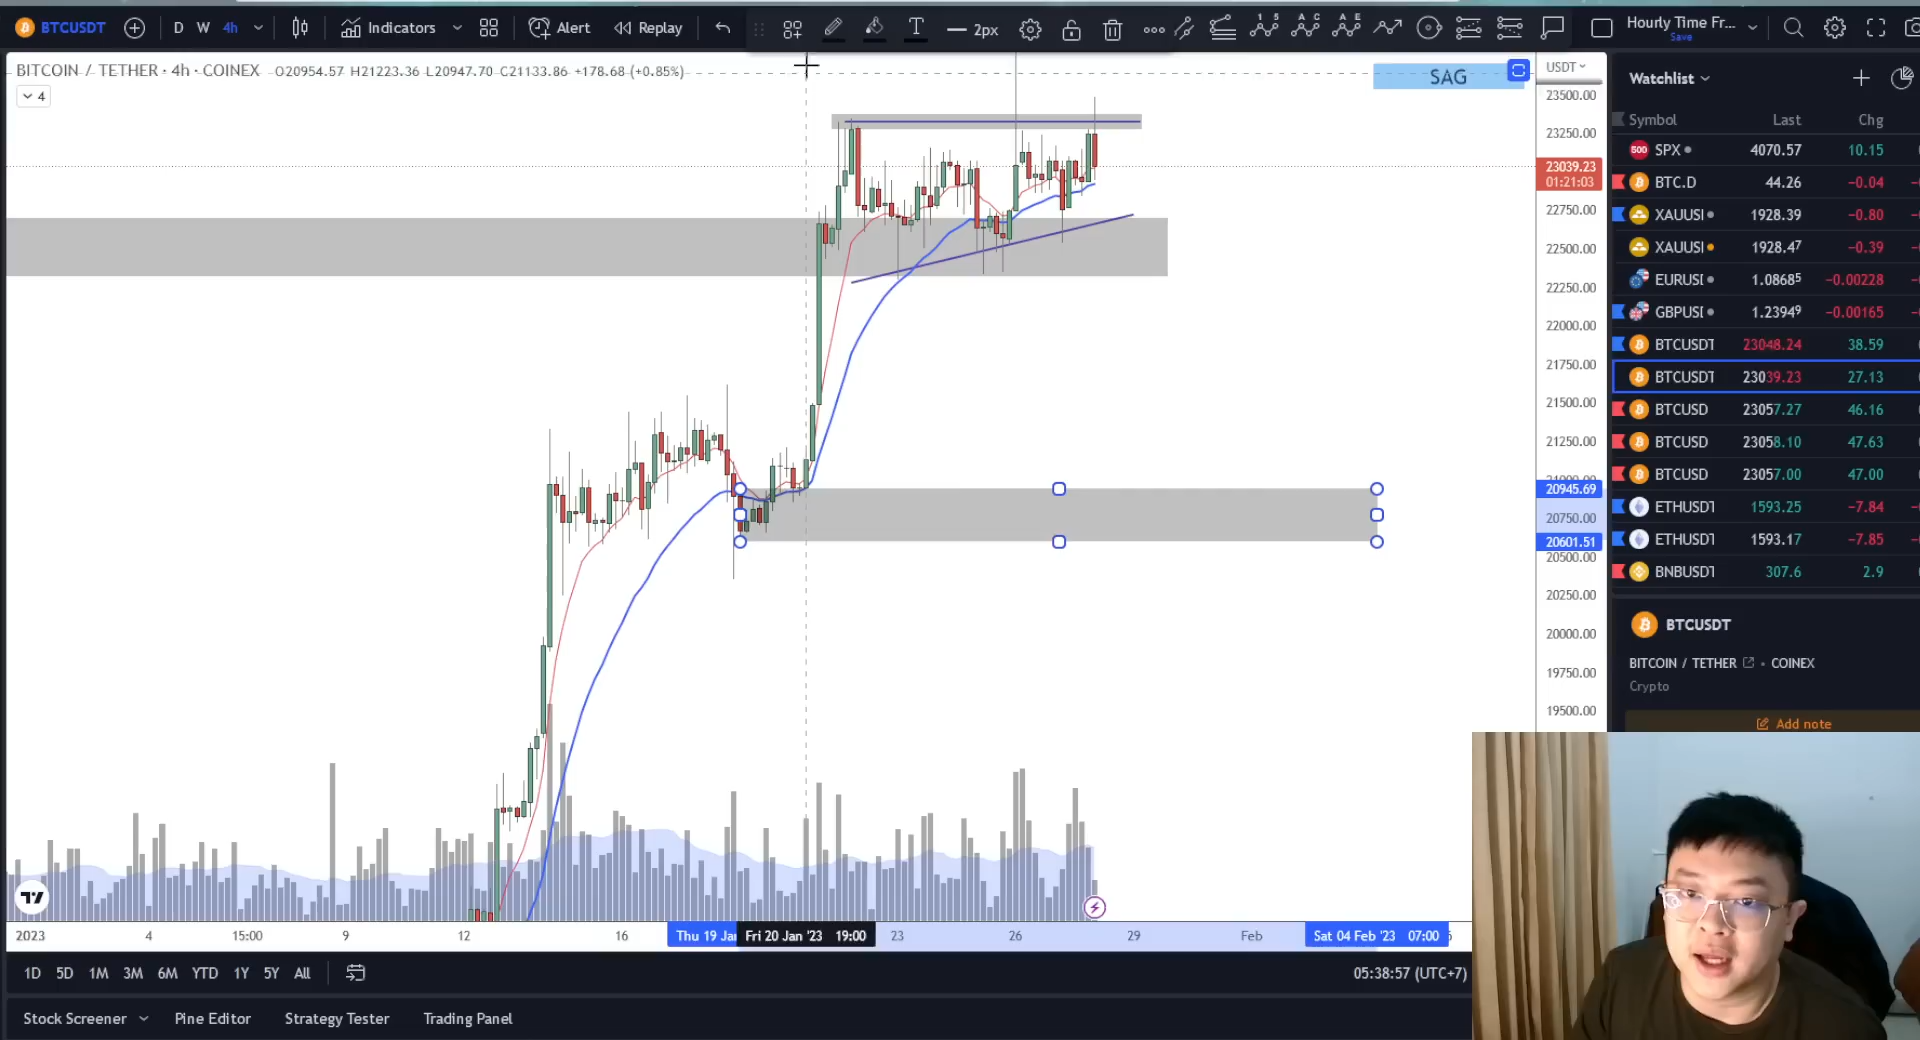 BTCUSDT D W 4h Indicators Alert Replay 2px Hourly Time Fr...
Save
BITCOIN / TETHER · 4h · COINEX O20954.57 H21223.36 L20947.70 C21133.86 +178.68 (+0.85%)
4
SAG
USDT
23500.00
23250.00
23039.23
01:21:03
22750.00
22500.00
22250.00
22000.00
21750.00
21500.00
21250.00
20945.69
20750.00
20601.51
20500.00
20250.00
20000.00
19750.00
19500.00
Watchlist
Symbol Last Chg
500 SPX 4070.57 10.15
BTC.D 44.26 −0.04
XAUUSI 1928.39 −0.80
XAUUSI 1928.47 −0.39
EURUSI 1.08685 −0.00228
GBPUSI 1.23949 −0.00165
BTCUSDT 23048.24 38.59
BTCUSDT 23039.23 27.13
BTCUSD 23057.27 46.16
BTCUSD 23058.10 47.63
BTCUSD 23057.00 47.00
ETHUSDT 1593.25 −7.84
ETHUSDT 1593.17 −7.85
BNBUSDT 307.6 2.9
BTCUSDT
BITCOIN / TETHER • COINEX
Crypto
Add note
2023 4 15:00 9 12 16 Thu 19 Fri 20 Jan '23 19:00 23 26 29 Feb Sat 04 Feb '23 07:00
1D 5D 1M 3M 6M YTD 1Y 5Y All 05:38:57 (UTC+7)
Stock Screener Pine Editor Strategy Tester Trading Panel